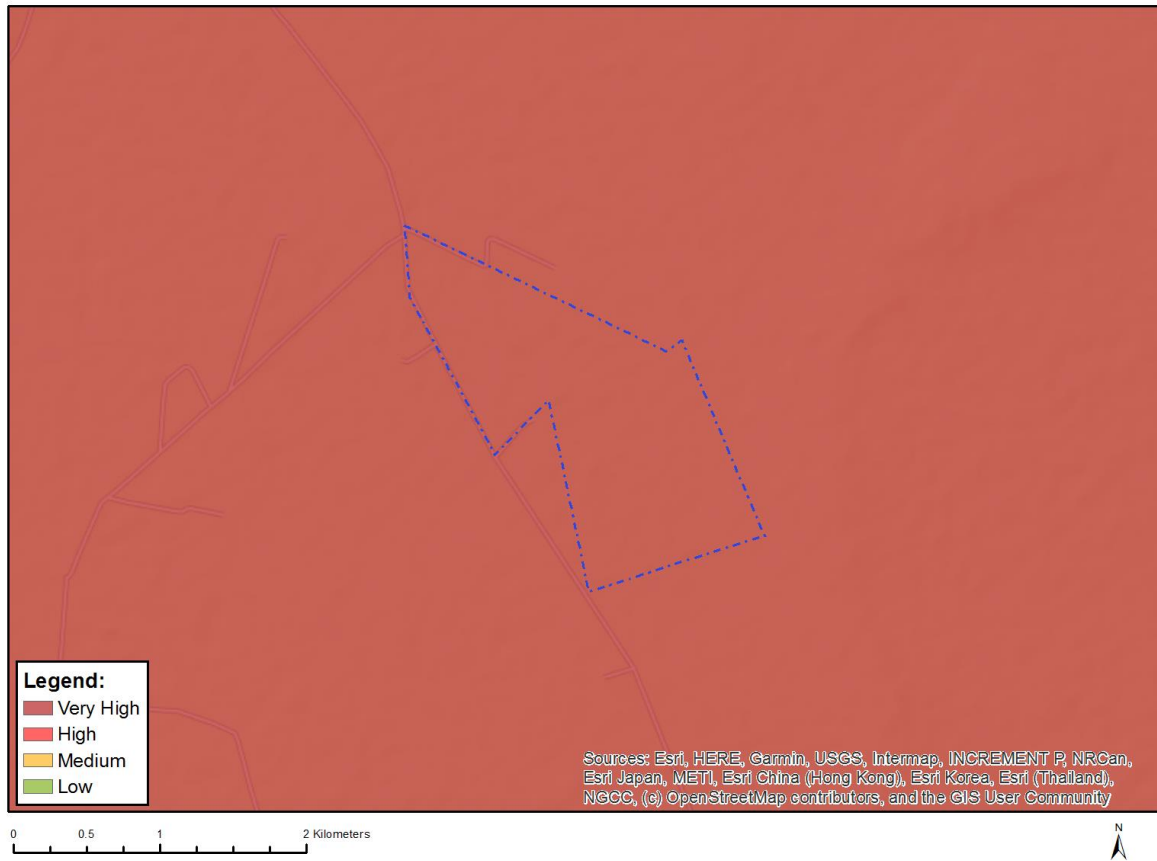 Legend:
Very High
High
Medium
Low
Sources: Esri, HERE, Garmin, USGS, Intermap, INCREMENT P, NRCan,
Esri Japan, METI, Esri China (Hong Kong), Esri Korea, Esri (Thailand),
NGCC, (c) OpenStreetMap contributors, and the GIS User Community
0 0.5 1 2 Kilometers
N